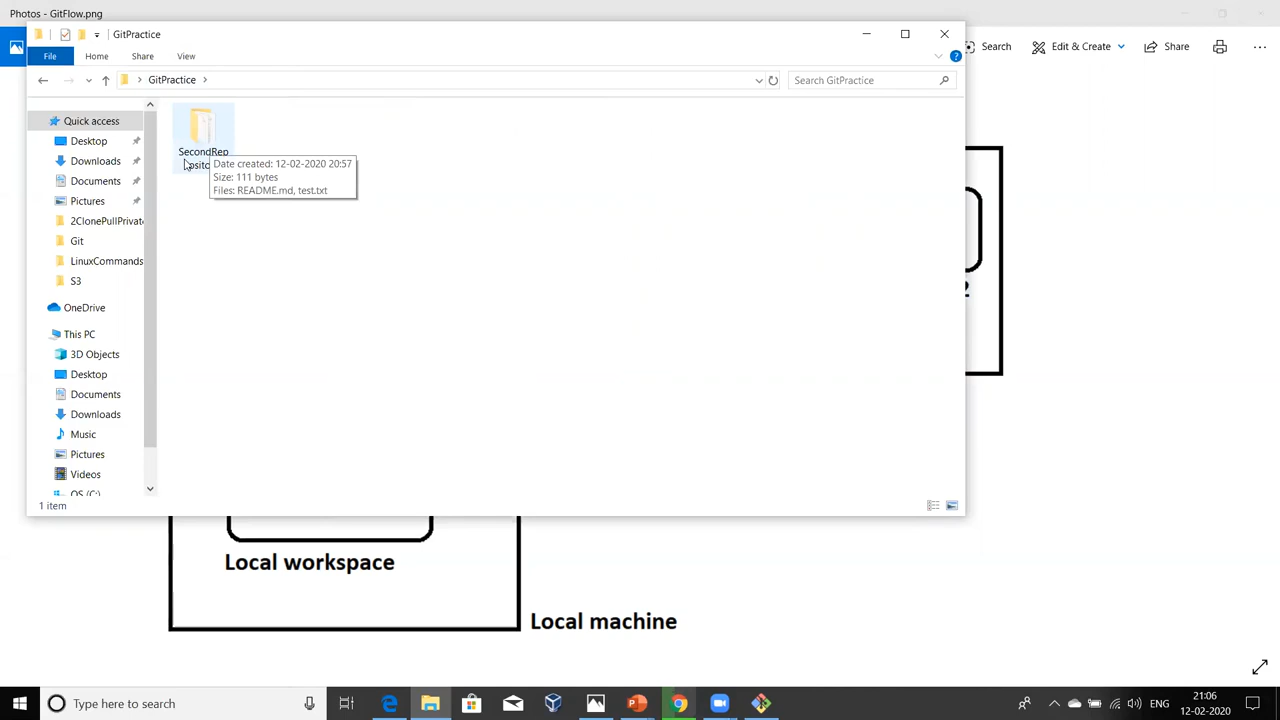 Photos - GitFlow.png
GitPractice
File
Home
Share
View
Search
Edit & Create
Share
GitPractice
Search GitPractice
Quick access
Desktop
Downloads
Documents
Pictures
2ClonePullPrivat
Git
LinuxCommands
S3
OneDrive
This PC
3D Objects
Desktop
Documents
Downloads
Music
Pictures
Videos
OS (C:)
SecondRep
osito
Date created: 12-02-2020 20:57
Size: 111 bytes
Files: README.md, test.txt
2
1 item
Local workspace
Local machine
Type here to search
ENG
21:06
12-02-2020